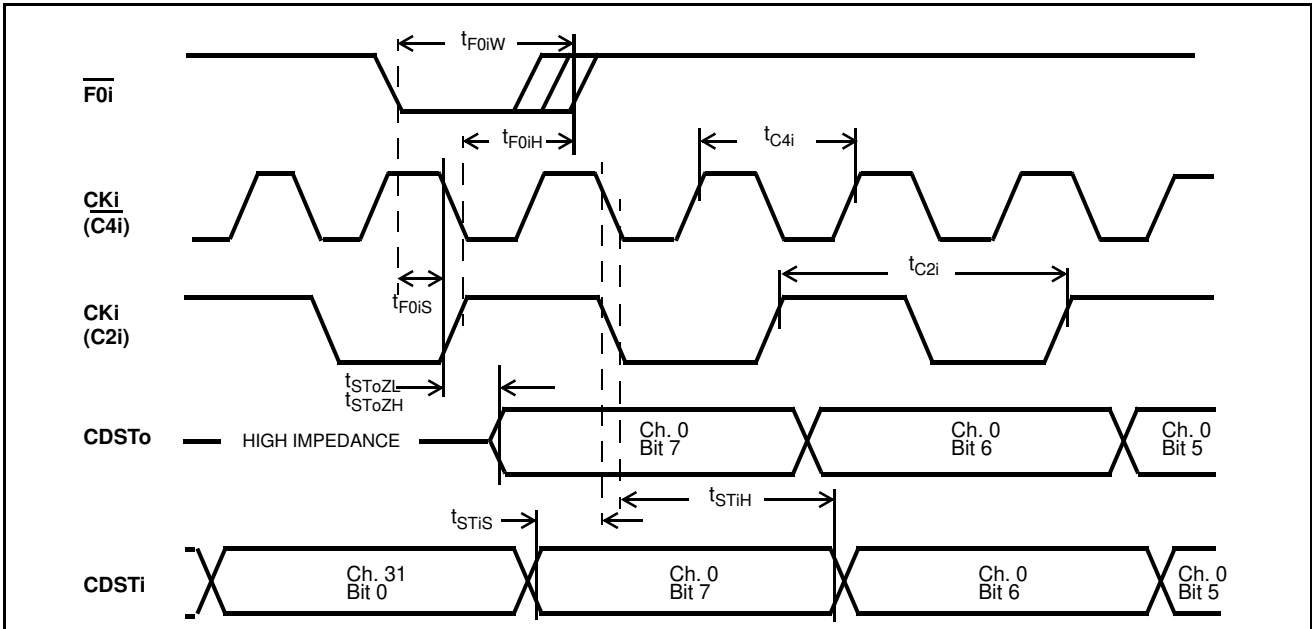 tF0iW
F0i
tF0iH
tC4i
CKi
(C4i)
tC2i
tF0iS
CKi
(C2i)
tSToZL
tSToZH
CDSTo
HIGH IMPEDANCE
Ch. 0
Bit 7
Ch. 0
Bit 6
Ch. 0
Bit 5
tSTiH
tSTiS
CDSTi
Ch. 31
Bit 0
Ch. 0
Bit 7
Ch. 0
Bit 6
Ch. 0
Bit 5